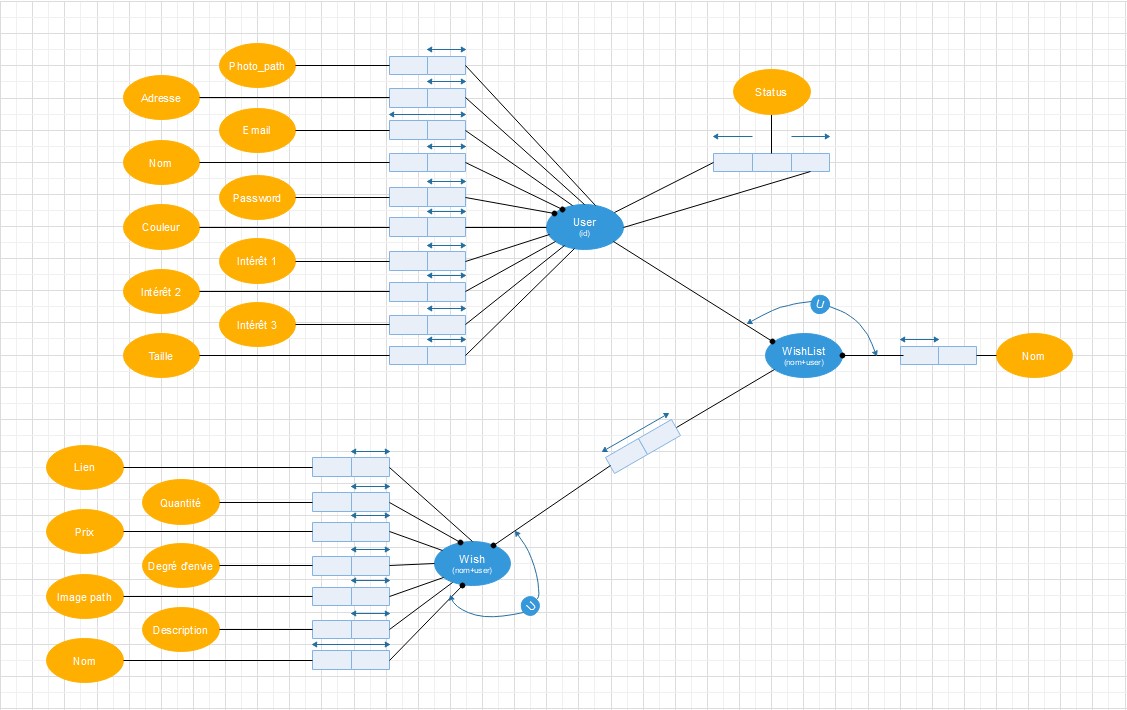 Photo_path
Adresse
Email
Nom
Password
Couleur
Intérêt 1
Intérêt 2
Intérêt 3
Taille
User
(id)
Status
U
WishList
(nom+user)
Nom
Lien
Quantité
Prix
Degré d'envie
Image path
Description
Nom
Wish
(nom+user)
U